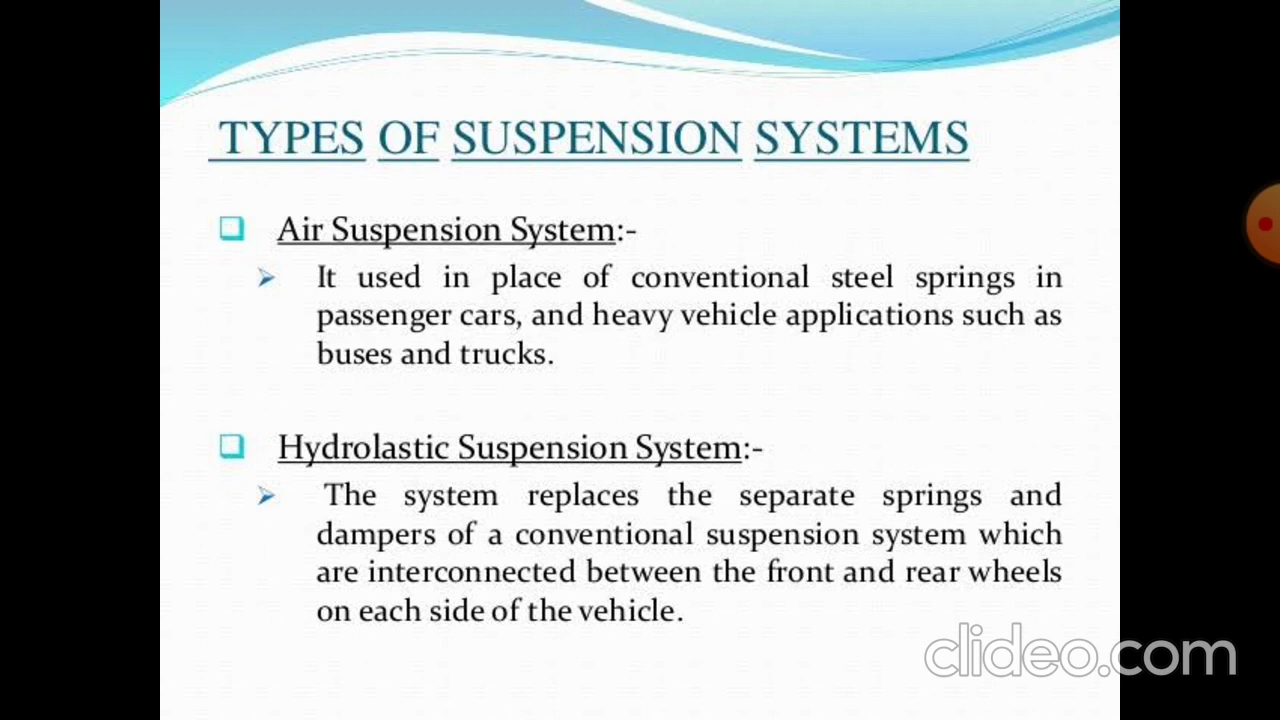 TYPES OF SUSPENSION SYSTEMS
Air Suspension System:-
It used in place of conventional steel springs in
passenger cars, and heavy vehicle applications such as
buses and trucks.
Hydrolastic Suspension System:-
The system replaces the separate springs and
dampers of a conventional suspension system which
are interconnected between the front and rear wheels
on each side of the vehicle.
clideo.com